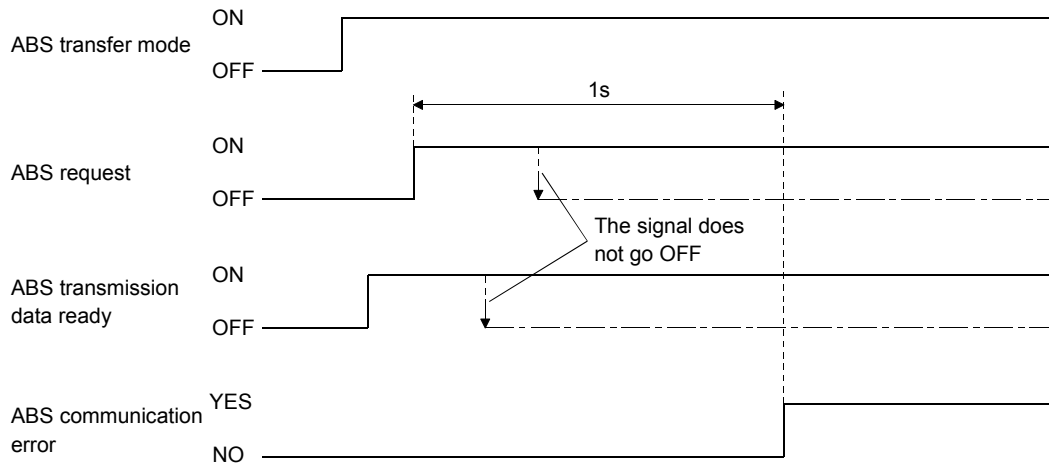 ON
ABS transfer mode
OFF
1s
ON
ABS request
OFF
The signal does
not go OFF
ON
ABS transmission
data ready
OFF
YES
ABS communication
error
NO